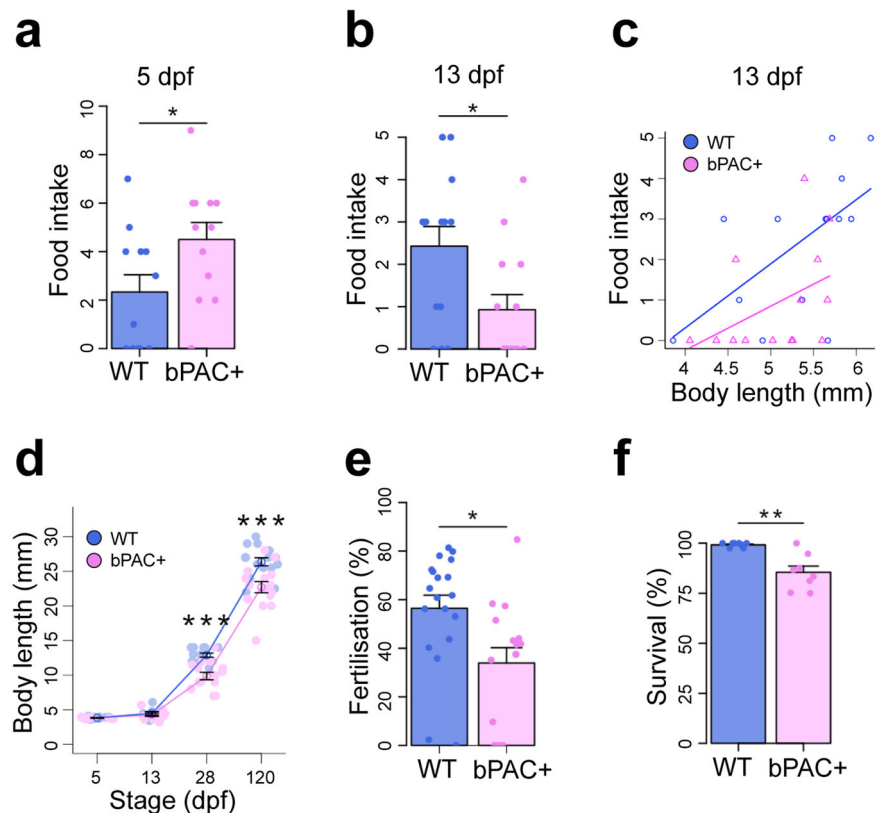 a
5 dpf
*
Food intake
10
8
6
4
2
0
WT bPAC+
b
13 dpf
*
Food intake
5
4
3
2
1
0
WT bPAC+
c
13 dpf
WT
bPAC+
Food intake
5
4
3
2
1
0
4 4.5 5 5.5 6
Body length (mm)
d
WT
bPAC+
***
***
Body length (mm)
30
25
20
15
10
5
0
5 13 28 120
Stage (dpf)
e
*
Fertilisation (%)
100
80
60
40
20
0
WT bPAC+
f
**
Survival (%)
100
75
50
25
0
WT bPAC+